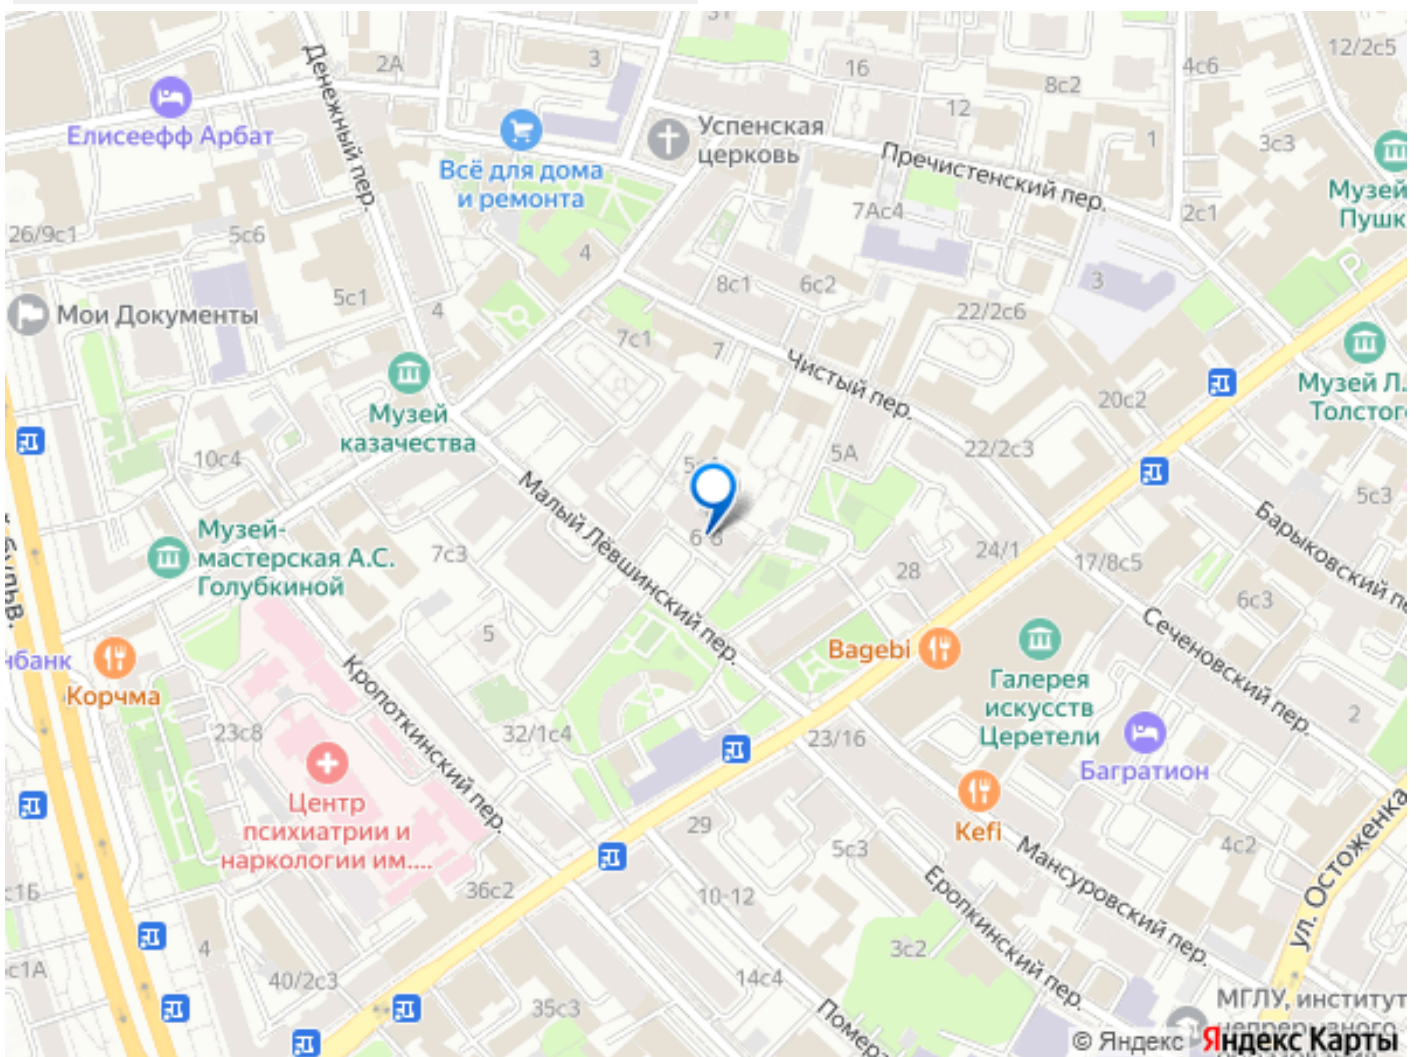 2А
3
16
12/2с5
4с6
8с2
12
1
3с3
Денежный пер.
Елисеефф Арбат
Всё для дома
и ремонта
Успенская
церковь
Пречистенский пер.
7Ас4
2с1
Музей
Пушк
26/9с1
5с6
4
8с1
6с2
3
22/2с6
5с1
4
Мои Документы
7с1
7
Чистый пер.
Музей Л.
Толстог
20с2
Музей
казачества
10с4
5А
22/2с3
5с3
Малый Лёвшинский пер.
Барыковский пе
Музей-
мастерская А.С.
Голубкиной
7с3
28
24/1
17/8с5
6с3
5
Сеченовский пер.
Bagebi
Галерея
искусств
Церетели
нбанк
Корчма
Кропоткинский пер.
2
23с8
32/1с4
23/16
Багратион
Центр
психиатрии и
наркологии им....
29
5с3
Kefi
4с2
ул. Остоженка
Мансуровский пер.
Еропкинский пер.
с1Б
36с2
10-12
4
3с2
с1А
40/2с3
14с4
35с3
Померa
МГЛУ, институт
непрерывного
© Яндекс Яндекс Карты